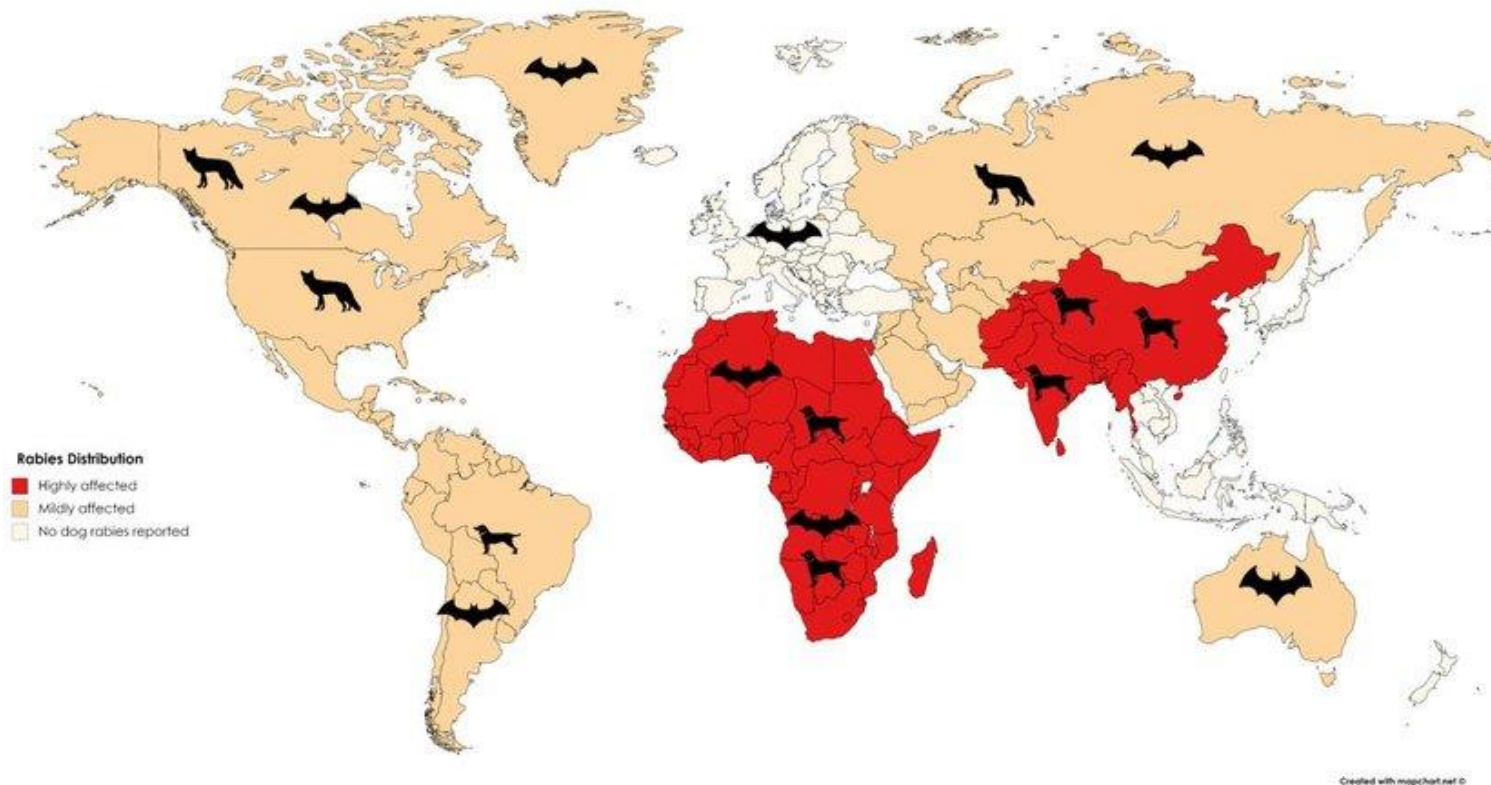 Rabies Distribution
Highly affected
Mildly affected
No dog rabies reported
Created with mapchart.net ©